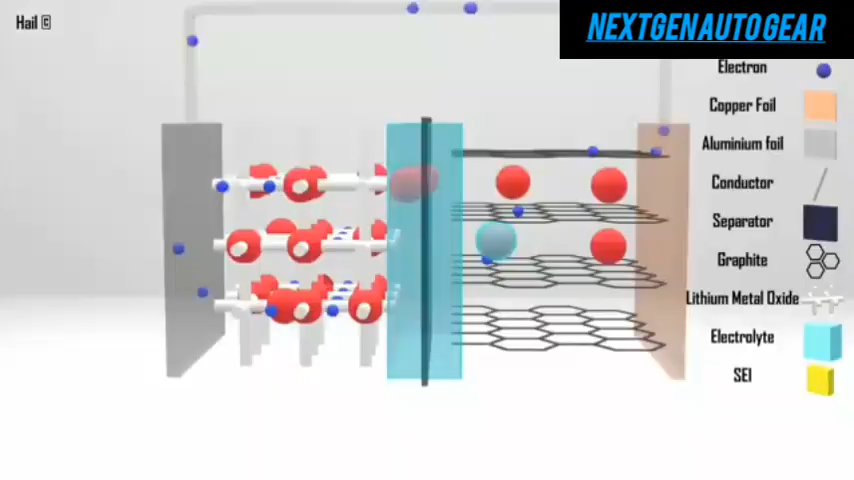 Hail ©
NEXTGENAUTOGEAR
Electron
Copper Foil
Aluminium foil
Conductor
Separator
Graphite
Lithium Metal Oxide
Electrolyte
SEI